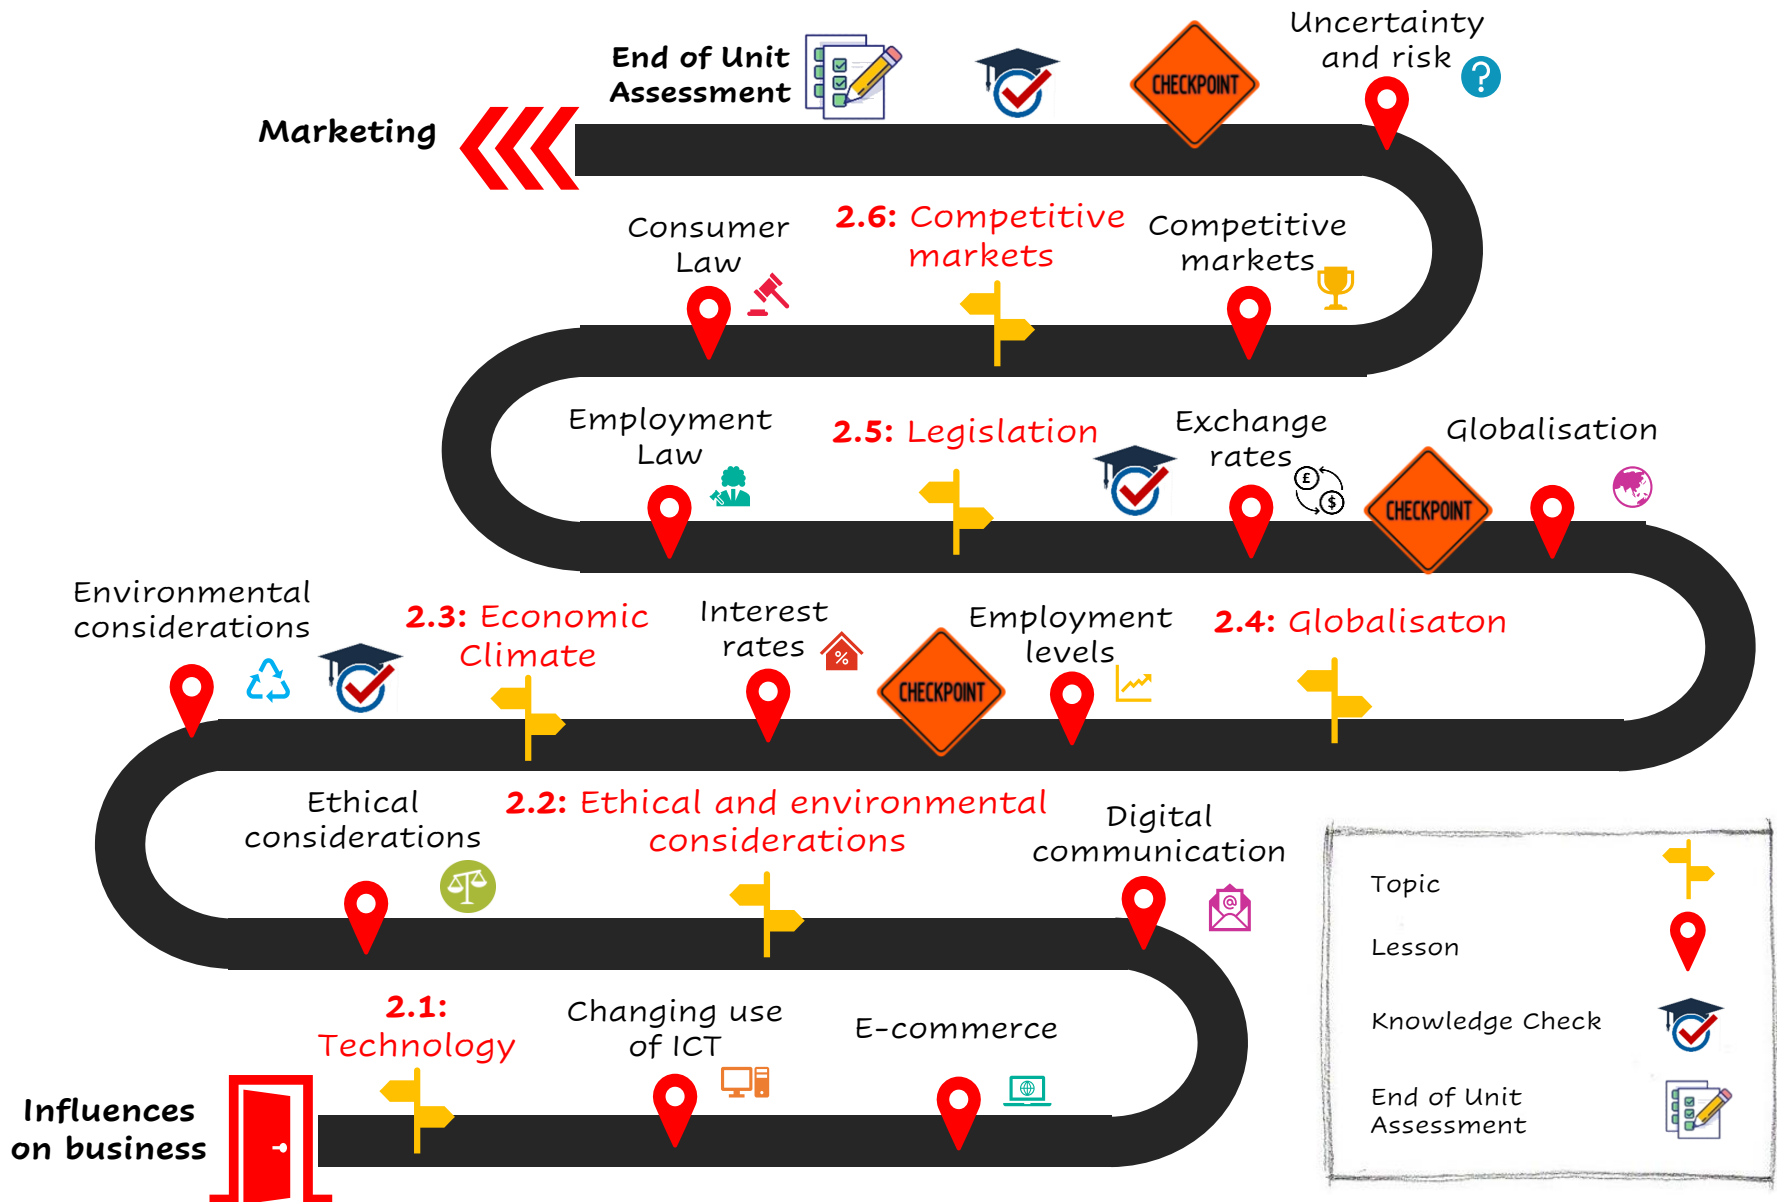 End of Unit
Assessment
CHECKPOINT
Uncertainty
and risk
?
Marketing
Consumer
Law
2.6: Competitive
markets
Competitive
markets
Employment
Law
2.5: Legislation
Exchange
rates
£
$
CHECKPOINT
Globalisation
Environmental
considerations
2.3: Economic
Climate
Interest
rates
%
CHECKPOINT
Employment
levels
2.4: Globalisaton
Ethical
considerations
2.2: Ethical and environmental
considerations
Digital
communication
@
2.1:
Technology
Changing use
of ICT
E-commerce
Influences
on business
Topic
Lesson
Knowledge Check
End of Unit
Assessment